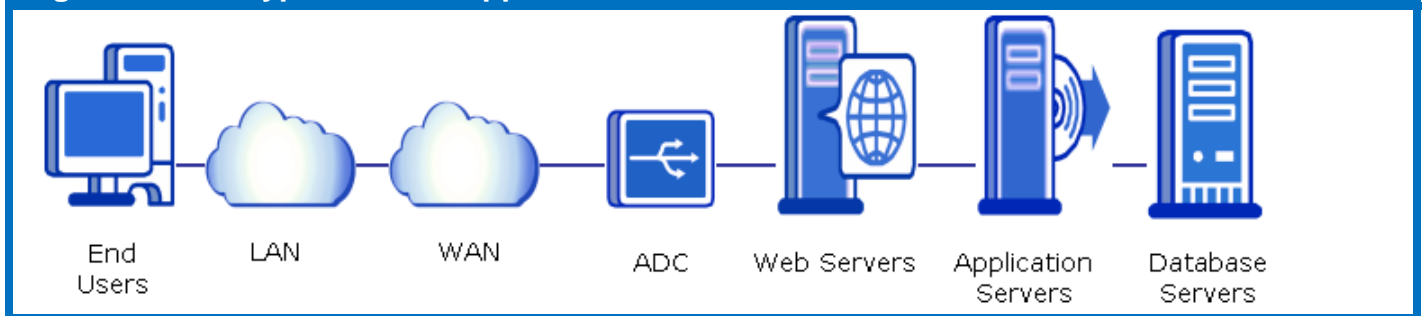 End
Users
LAN
WAN
ADC
Web Servers
Application
Servers
Database
Servers